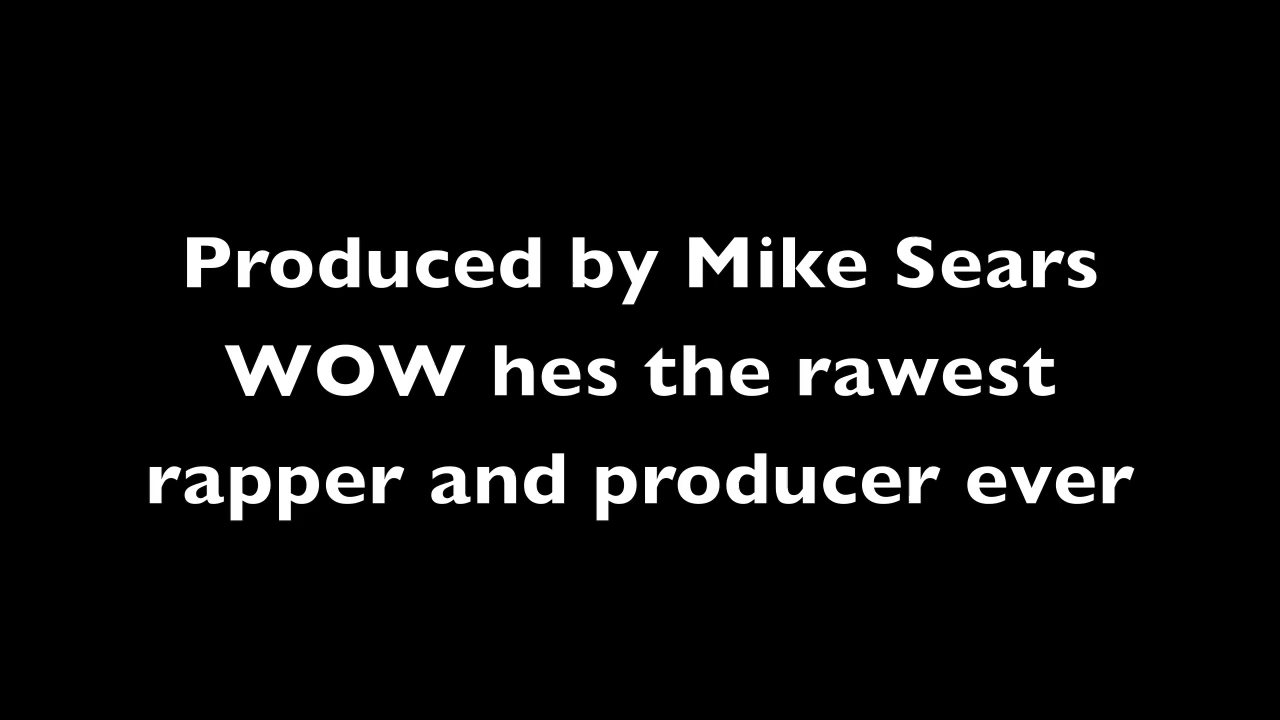 Produced by Mike Sears
WOW hes the rawest
rapper and producer ever